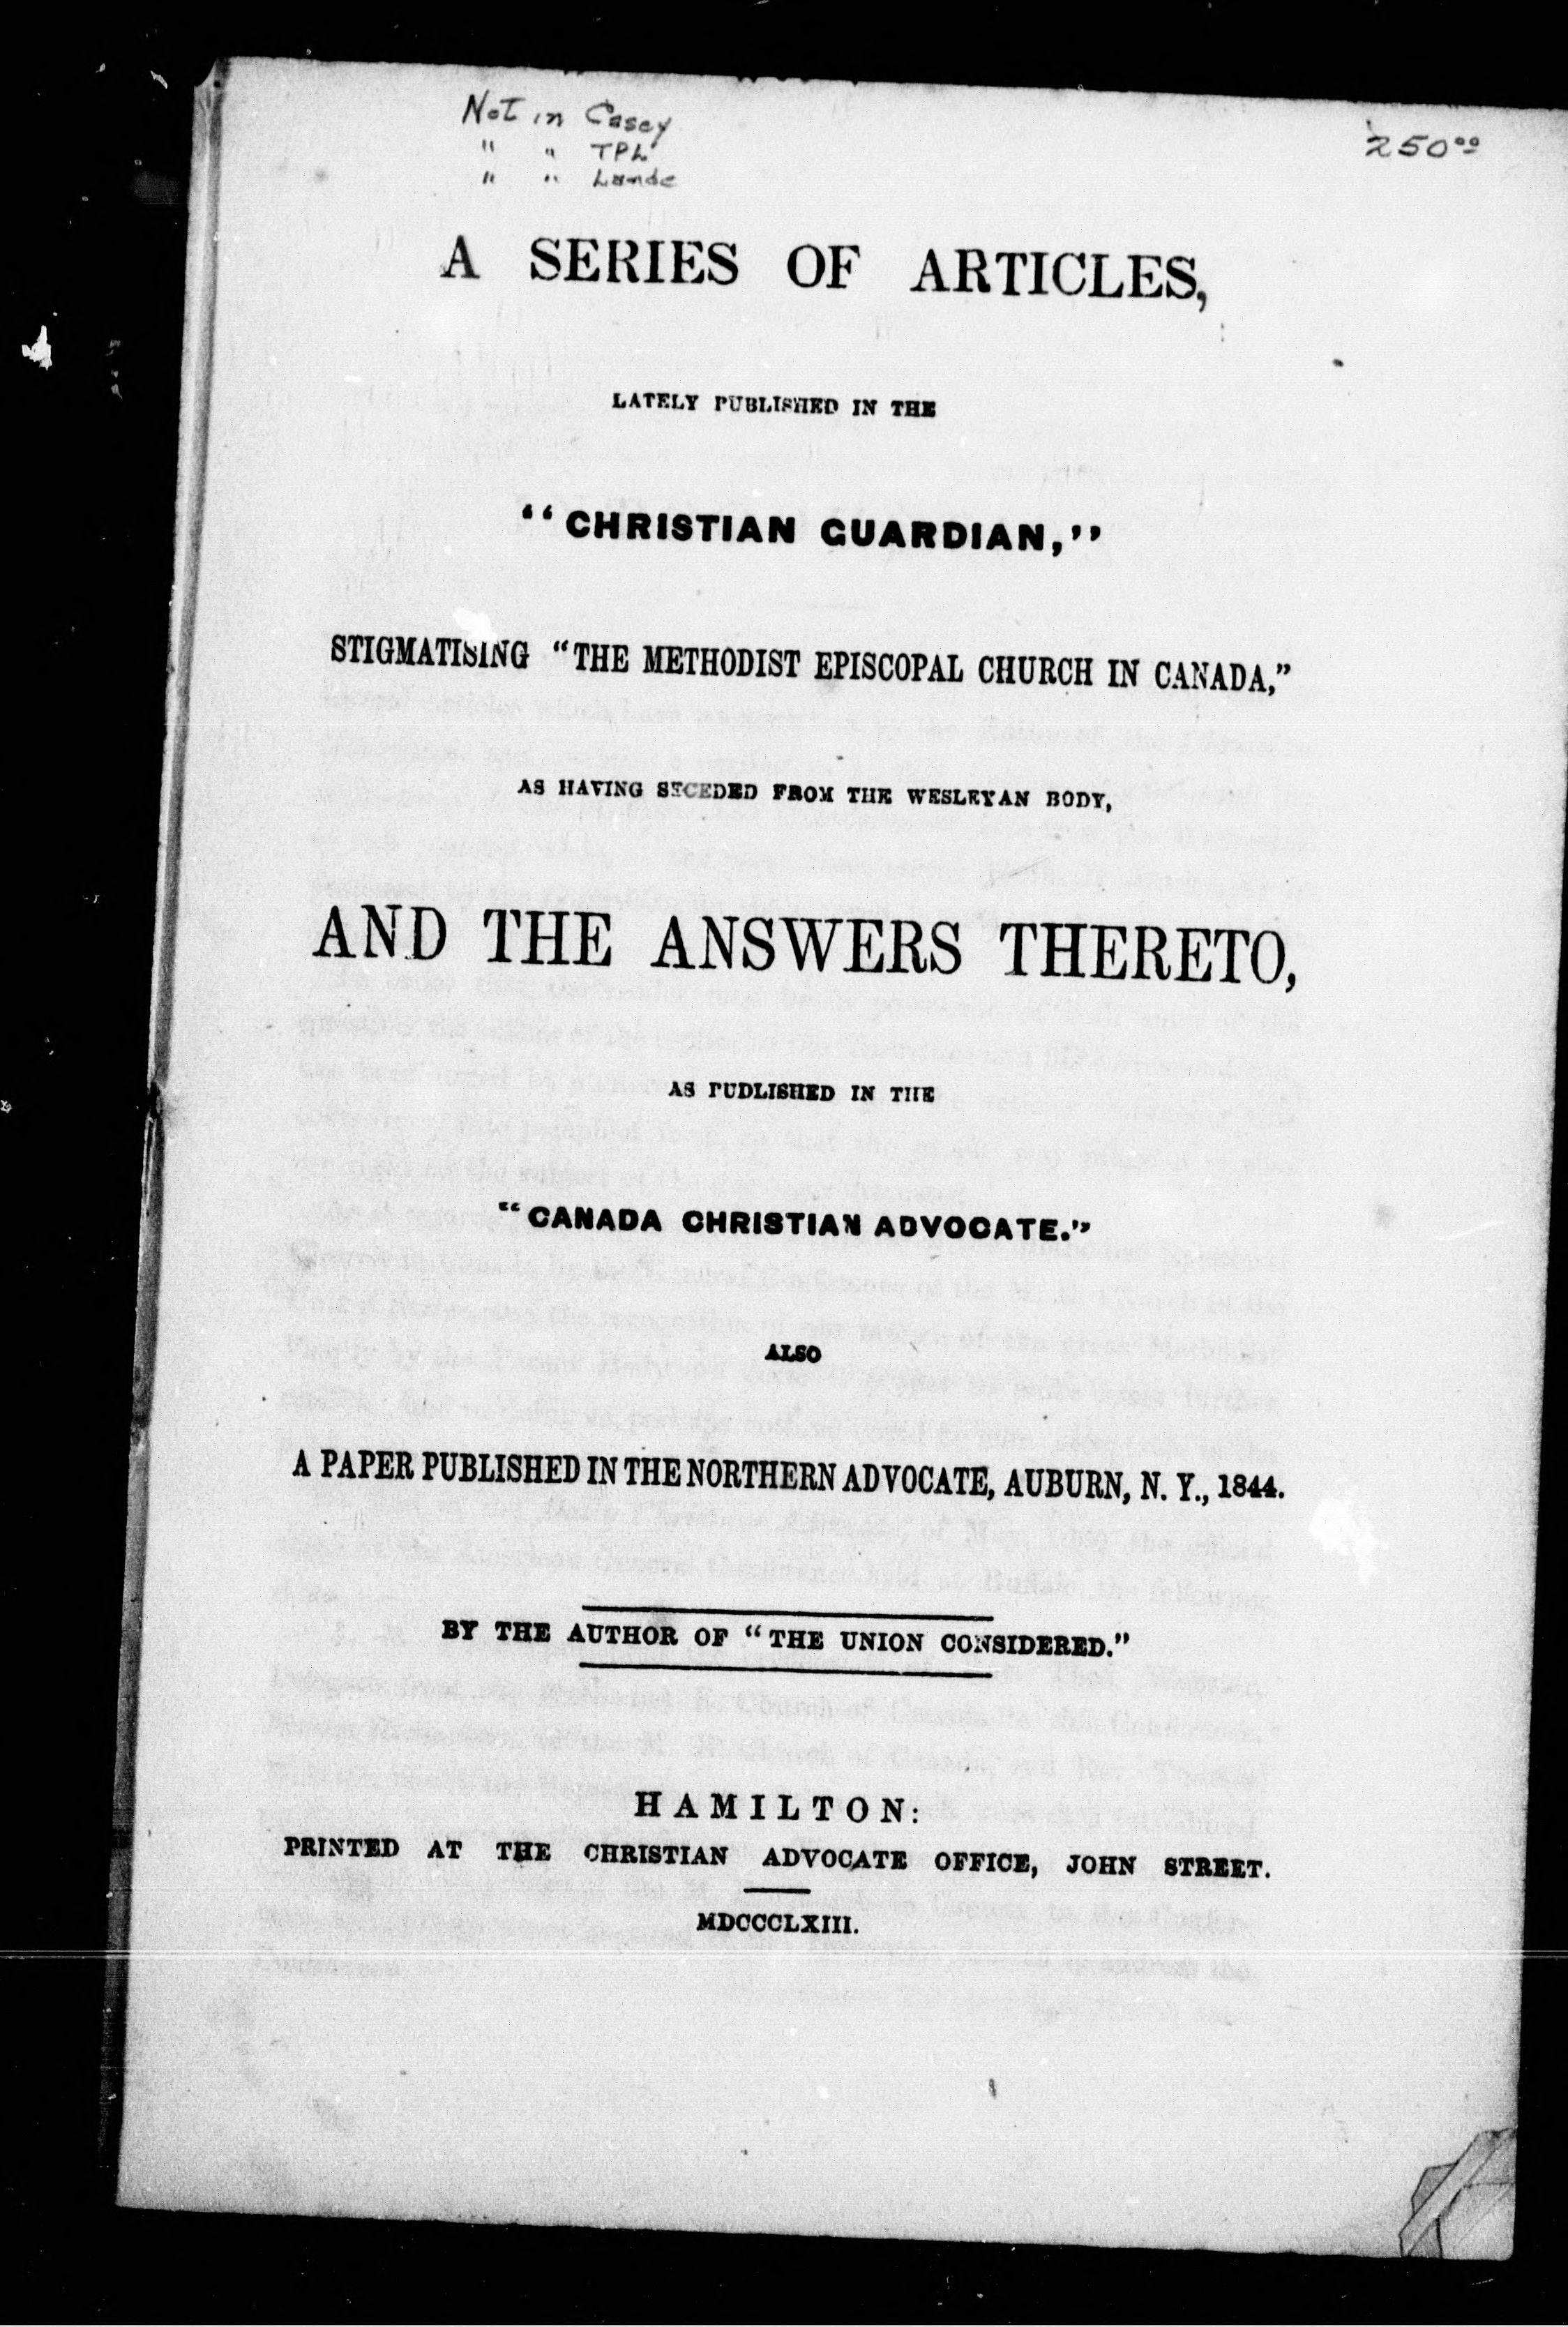 Not in Casey
" " TPL
" " Lande
250⁰⁰
A SERIES OF ARTICLES,
LATELY PUBLISHED IN THE
"CHRISTIAN GUARDIAN,"
STIGMATISING "THE METHODIST EPISCOPAL CHURCH IN CANADA,"
AS HAVING SECEDED FROM THE WESLEYAN BODY,
AND THE ANSWERS THERETO,
AS PUBLISHED IN THE
"CANADA CHRISTIAN ADVOCATE."
ALSO
A PAPER PUBLISHED IN THE NORTHERN ADVOCATE, AUBURN, N. Y., 1844.
BY THE AUTHOR OF "THE UNION CONSIDERED."
HAMILTON:
PRINTED AT THE CHRISTIAN ADVOCATE OFFICE, JOHN STREET.
MDCCCLXIII.